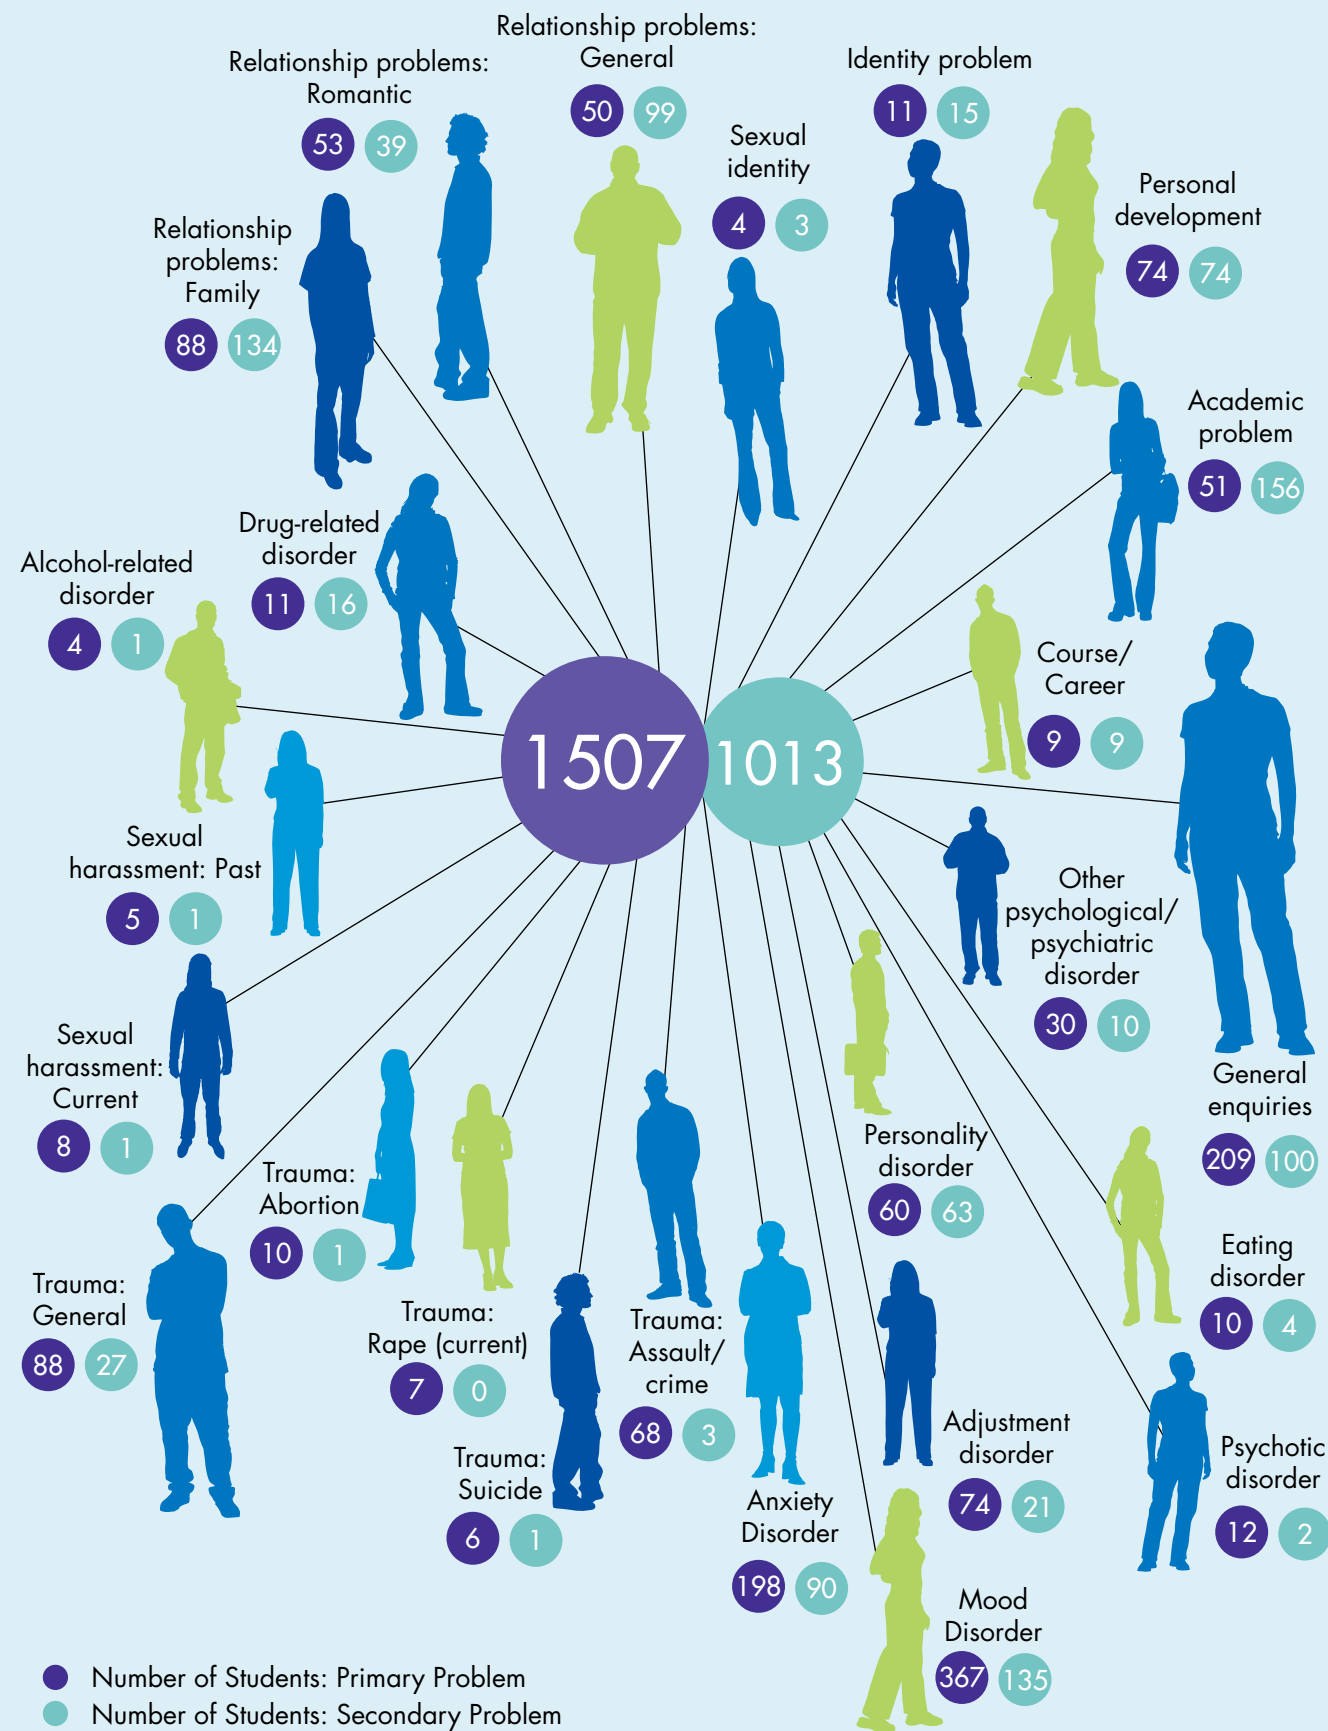 Relationship problems:
General
50 99
Relationship problems:
Romantic
53 39
Identity problem
11 15
Sexual
identity
4 3
Personal
development
74 74
Relationship
problems:
Family
88 134
Academic
problem
51 156
Drug-related
disorder
11 16
Alcohol-related
disorder
4 1
Course/
Career
9 9
1507 1013
Sexual
harassment: Past
5 1
Other
psychological/
psychiatric
disorder
30 10
Sexual
harassment:
Current
8 1
General
enquiries
209 100
Personality
disorder
60 63
Trauma:
Abortion
10 1
Eating
disorder
10 4
Trauma:
General
88 27
Trauma:
Rape (current)
7 0
Trauma:
Assault/
crime
68 3
Adjustment
disorder
74 21
Psychotic
disorder
12 2
Trauma:
Suicide
6 1
Anxiety
Disorder
198 90
Mood
Disorder
367 135
Number of Students: Primary Problem
Number of Students: Secondary Problem